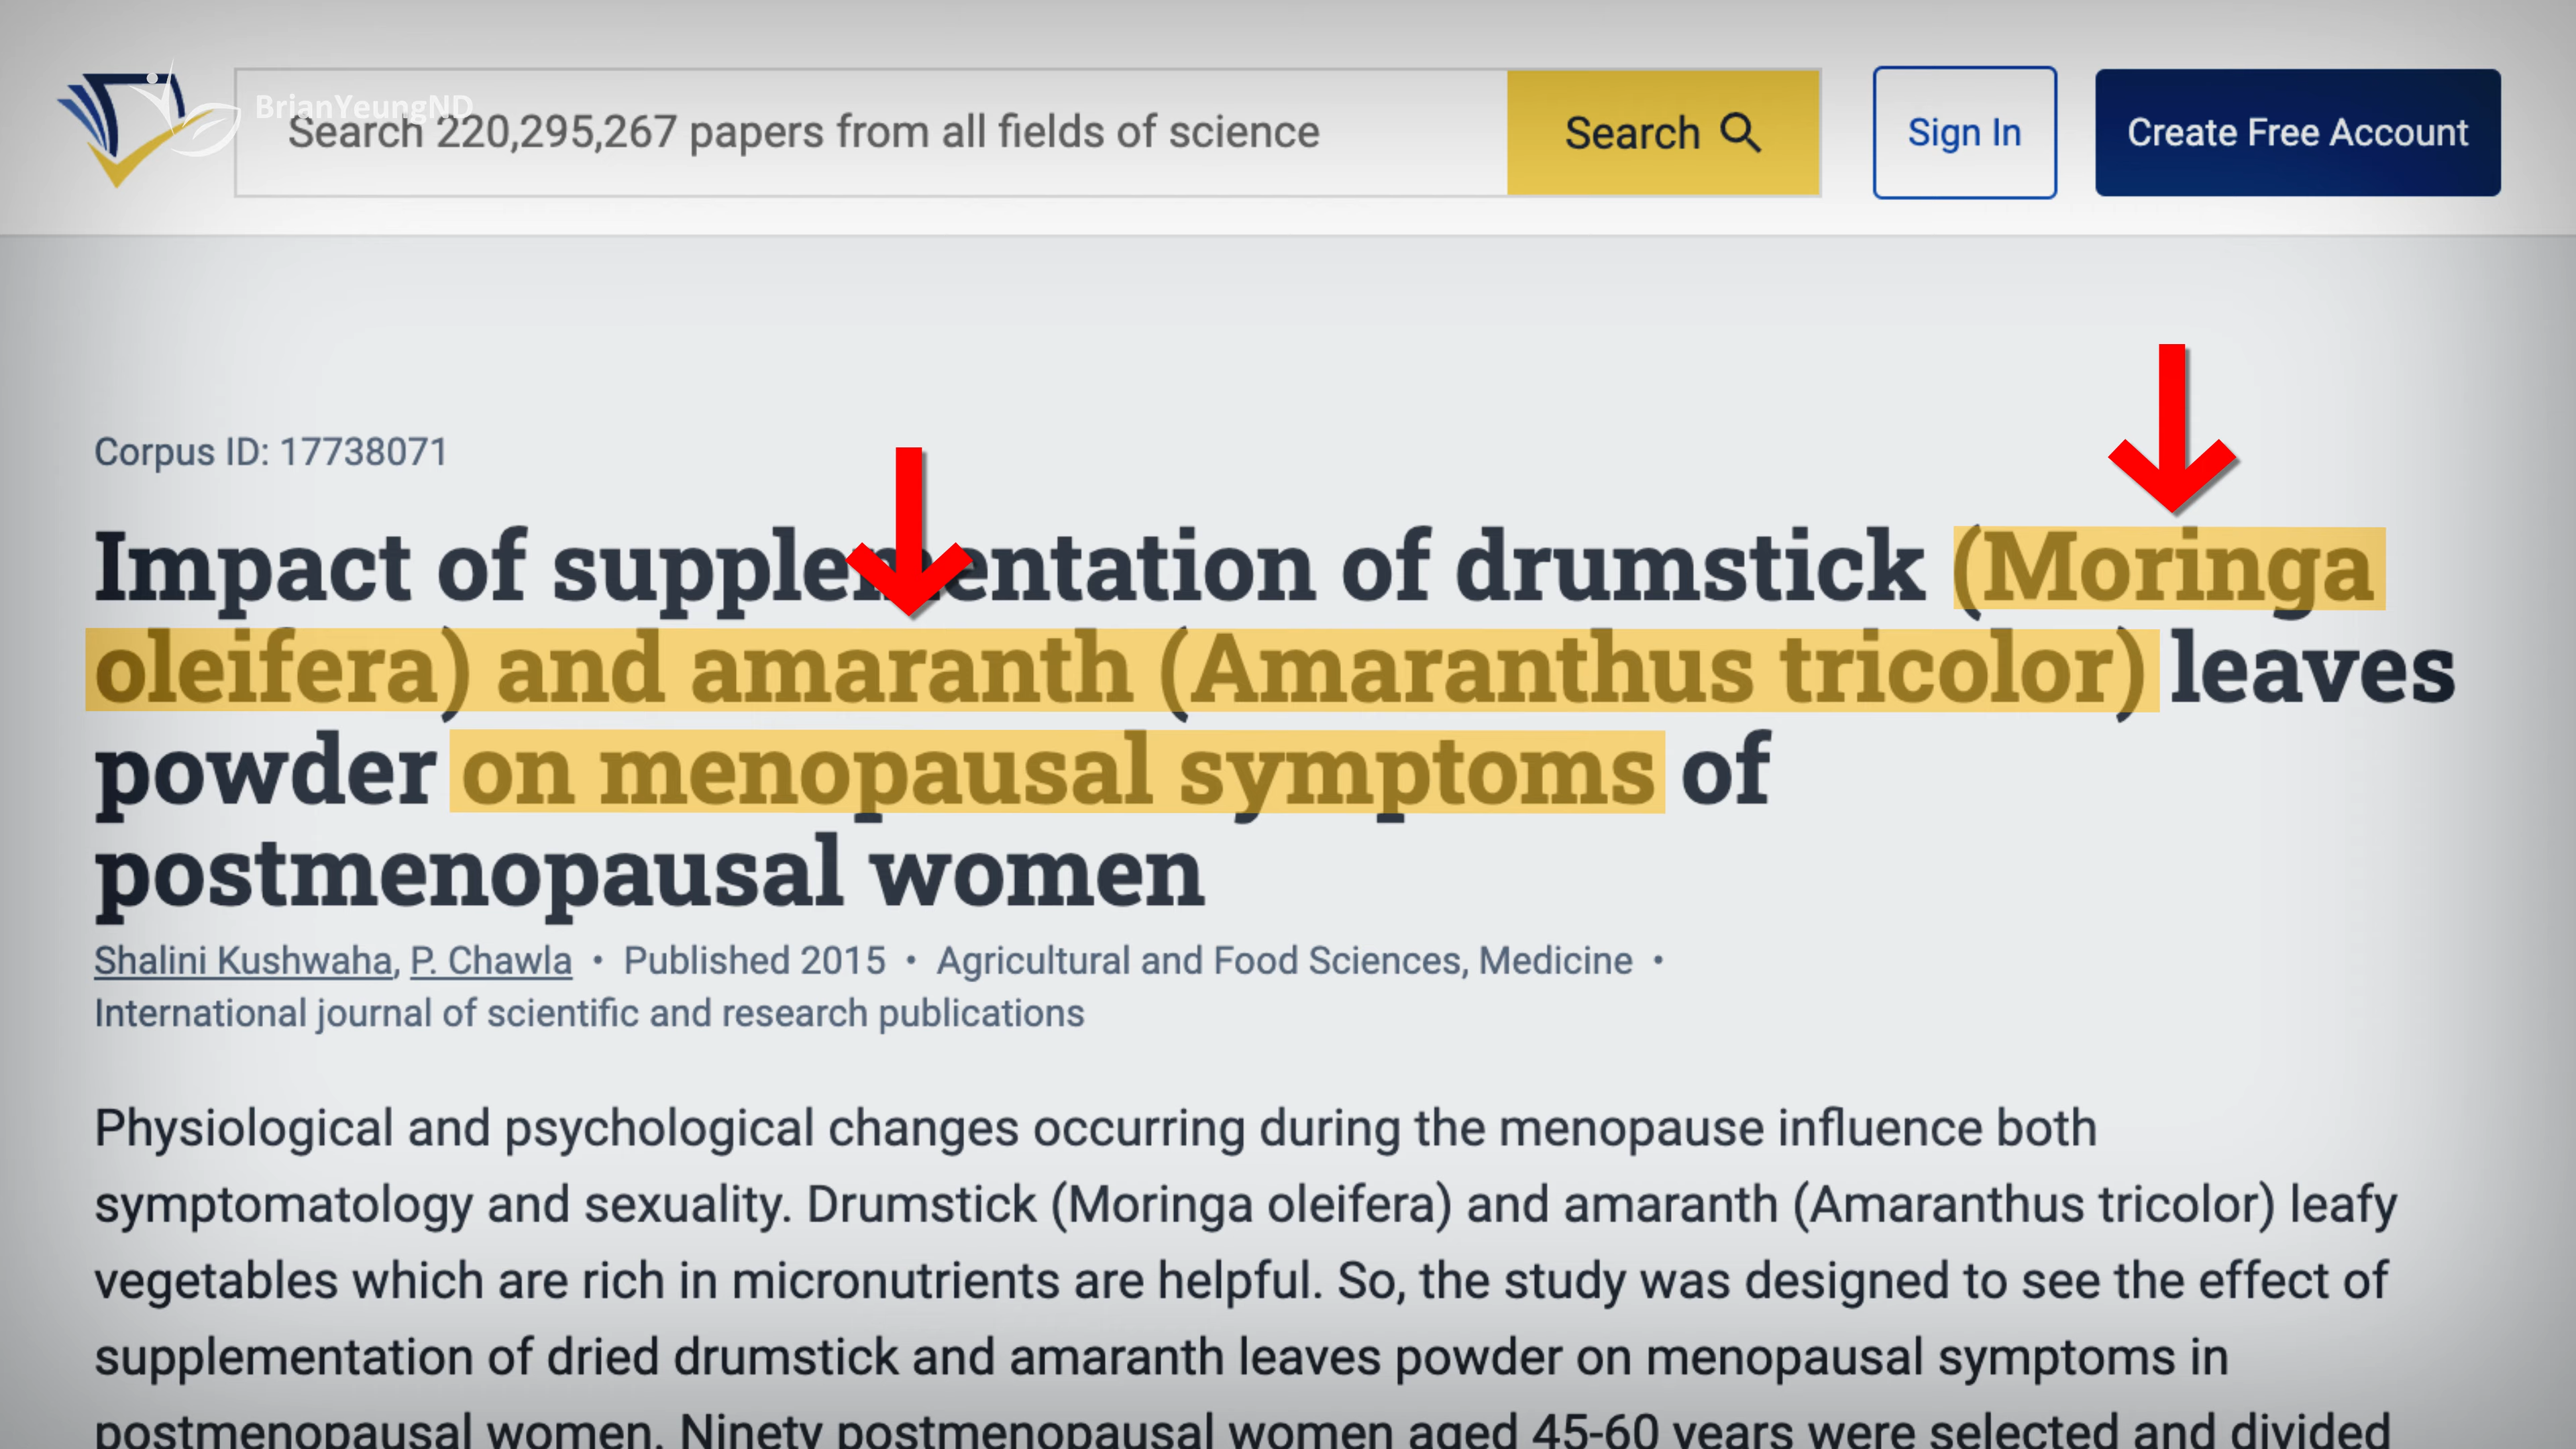 BrianYeungND
Search 220,295,267 papers from all fields of science
Search
Sign In
Create Free Account
Corpus ID: 17738071
Impact of supplementation of drumstick (Moringa
oleifera) and amaranth (Amaranthus tricolor) leaves
powder on menopausal symptoms of
postmenopausal women
Shalini Kushwaha, P. Chawla • Published 2015 • Agricultural and Food Sciences, Medicine •
International journal of scientific and research publications
Physiological and psychological changes occurring during the menopause influence both
symptomatology and sexuality. Drumstick (Moringa oleifera) and amaranth (Amaranthus tricolor) leafy
vegetables which are rich in micronutrients are helpful. So, the study was designed to see the effect of
supplementation of dried drumstick and amaranth leaves powder on menopausal symptoms in
postmenopausal women. Ninety postmenopausal women aged 45-60 years were selected and divided